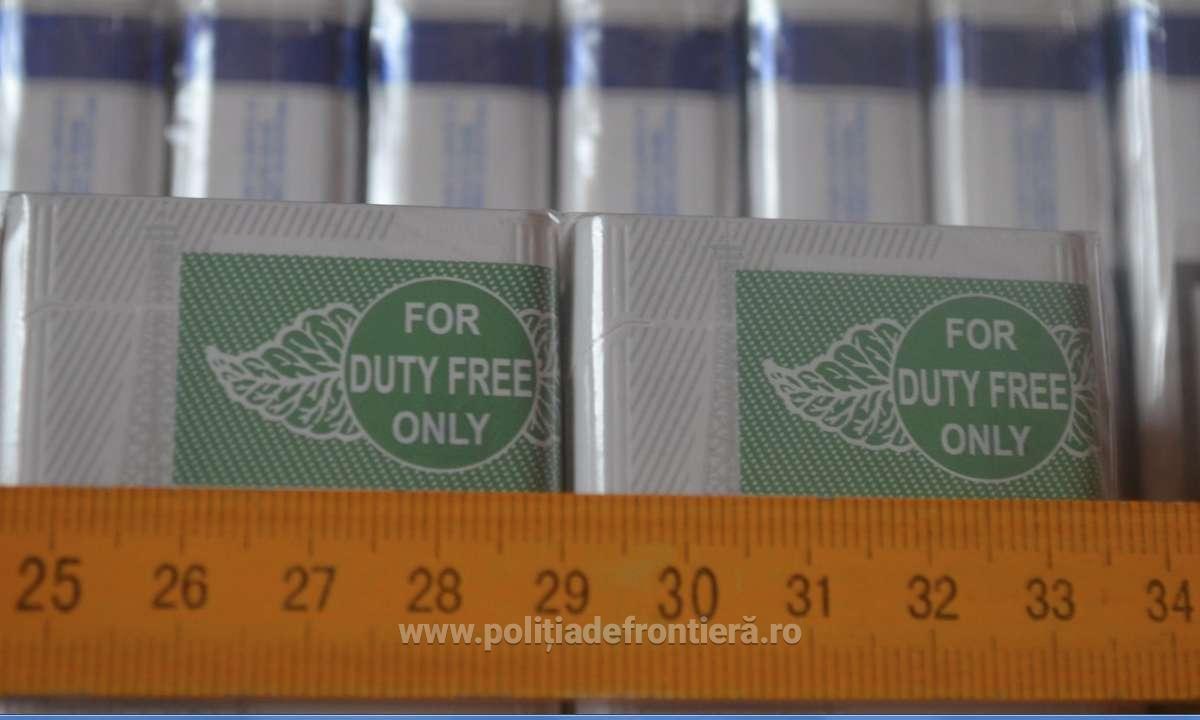 FOR
DUTY FREE
ONLY
FOR
DUTY FREE
ONLY
25 26 27 28 29 30 31 32 33 34
www.polițiadefrontieră.ro